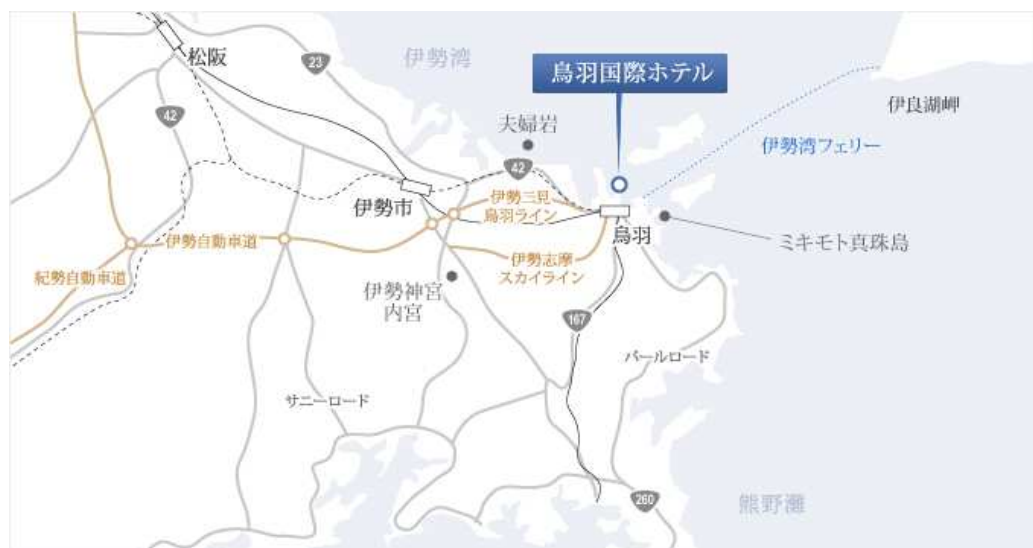 松阪
23
伊勢湾
鳥羽国際ホテル
伊良湖岬
42
夫婦岩
伊勢湾フェリー
42
伊勢市
伊勢二見
鳥羽ライン
伊勢自動車道
鳥羽
ミキモト真珠島
紀勢自動車道
伊勢志摩
スカイライン
伊勢神宮
内宮
167
パールロード
サニーロード
260
熊野灘